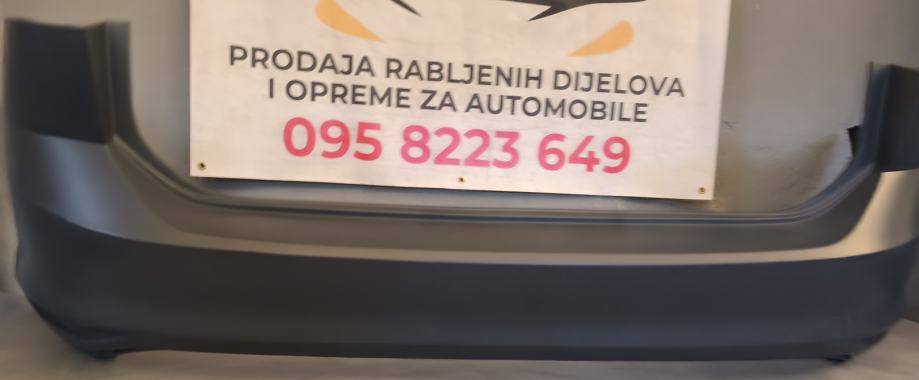 PRODAJA RABLJENIH DIJELOVA
I OPREME ZA AUTOMOBILE
095 8223 649